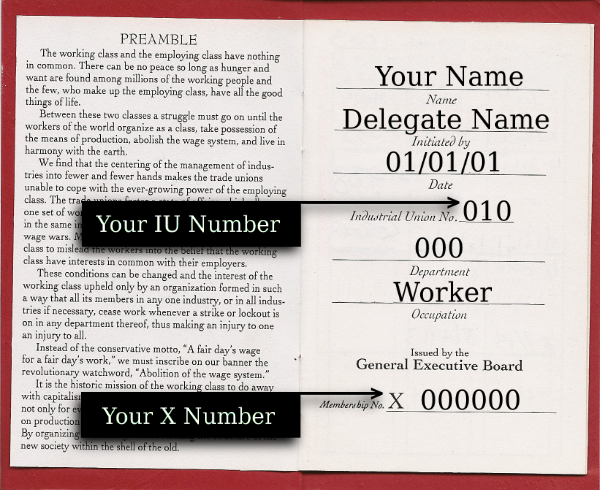 PREAMBLE
The working class and the employing class have nothing
in common. There can be no peace so long as hunger and
want are found among millions of the working people and
the few, who make up the employing class, have all the good
things of life.
Between these two classes a struggle must go on until the
workers of the world organize as a class, take possession of
the means of production, abolish the wage system, and live in
harmony with the earth.
We find that the centering of the management of indus-
tries into fewer and fewer hands makes the trade unions
unable to cope with the ever-growing power of the employing
class. The trade
one set of wor
in the same in
wage wars. M
class to mislead the workers into the belief that the working
class have interests in common with their employers.
These conditions can be changed and the interest of the
working class upheld only by an organization formed in such
a way that all its members in any one industry, or in all indus-
tries if necessary, cease work whenever a strike or lockout is
on in any department thereof, thus making an injury to one
an injury to all.
Instead of the conservative motto, "A fair day's wage
for a fair day's work," we must inscribe on our banner the
revolutionary watchword, "Abolition of the wage system."
It is the historic mission of the working class to do away
with capitalism
not only for ev
on production
By organizing
new society within the shell of the old.
Your IU Number
Your X Number
Your Name
Name
Delegate Name
Initiated by
01/01/01
Date
Industrial Union No. 010
000
Department
Worker
Occupation
Issued by the
General Executive Board
Membership No. X 000000